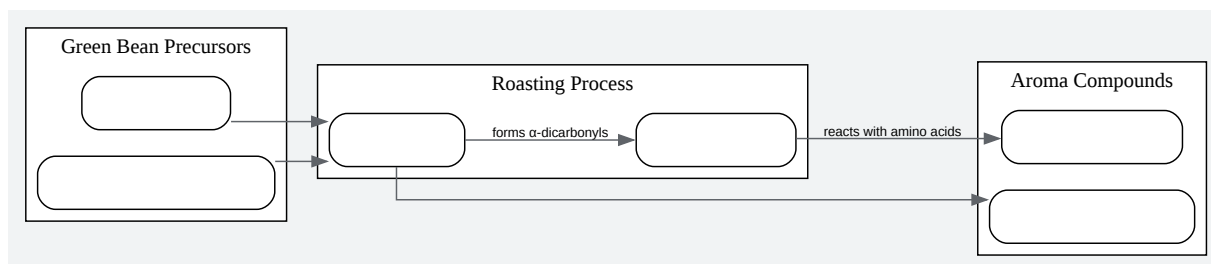 Green Bean Precursors
Roasting Process
forms α-dicarbonyls
reacts with amino acids
Aroma Compounds